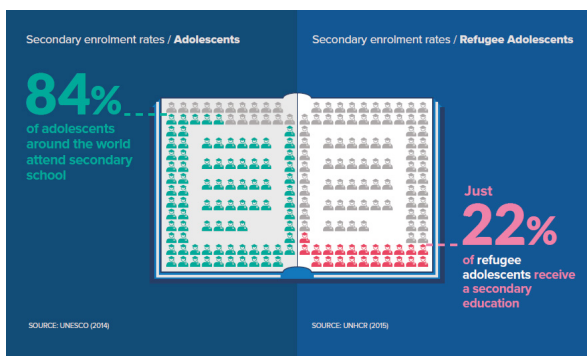 Secondary enrolment rates / Adolescents
84%
of adolescents
around the world
attend secondary
school
SOURCE: UNESCO (2014)
Secondary enrolment rates / Refugee Adolescents
Just
22%
of refugee
adolescents receive
a secondary
education
SOURCE: UNHCR (2015)